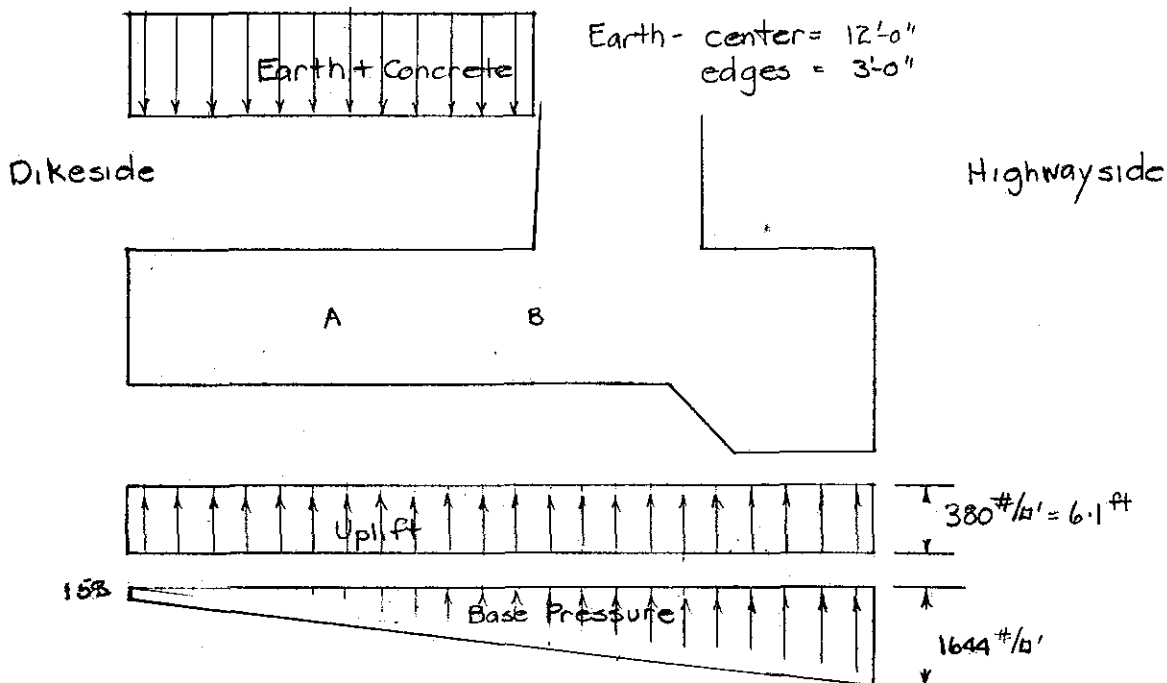 Earth - center = 12'-0"
edges = 3'-0"
Earth + Concrete
Dikeside
Highwayside
A
B
380 #/□' = 6.1 ft
Uplift
158
Base Pressure
1644 #/□'